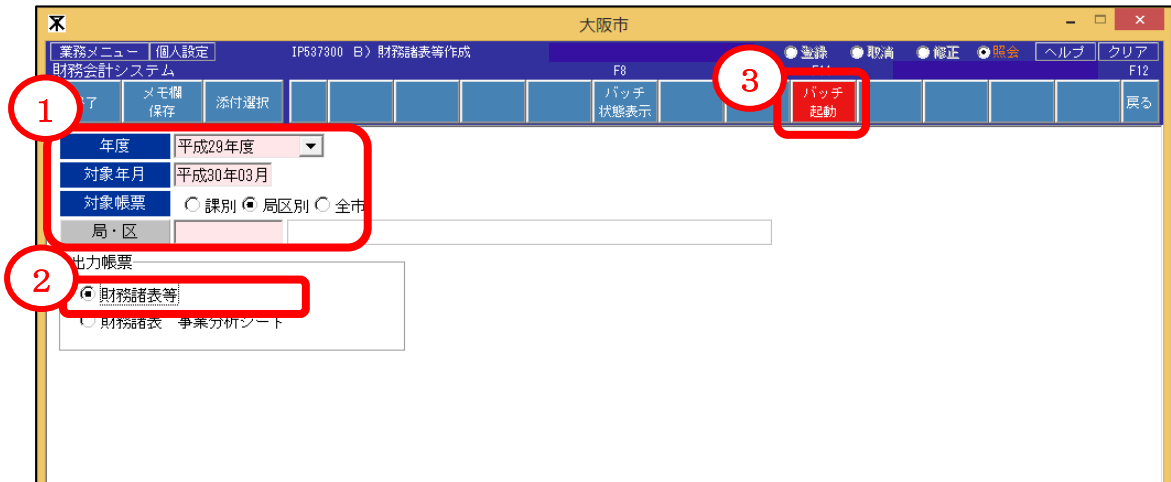 大阪市
業務メニュー 個人設定 IP537300 B）財務諸表等作成 登録 取消 修正 照会 ヘルプ クリア
財務会計システム F8 F12
了 メモ欄保存 添付選択 バッチ状態表示 バッチ起動 戻る
1
3
年度 平成29年度
対象年月 平成30年03月
対象帳票 課別 局区別 全市
局・区
2
出力帳票
財務諸表等
財務諸表 事業分析シート